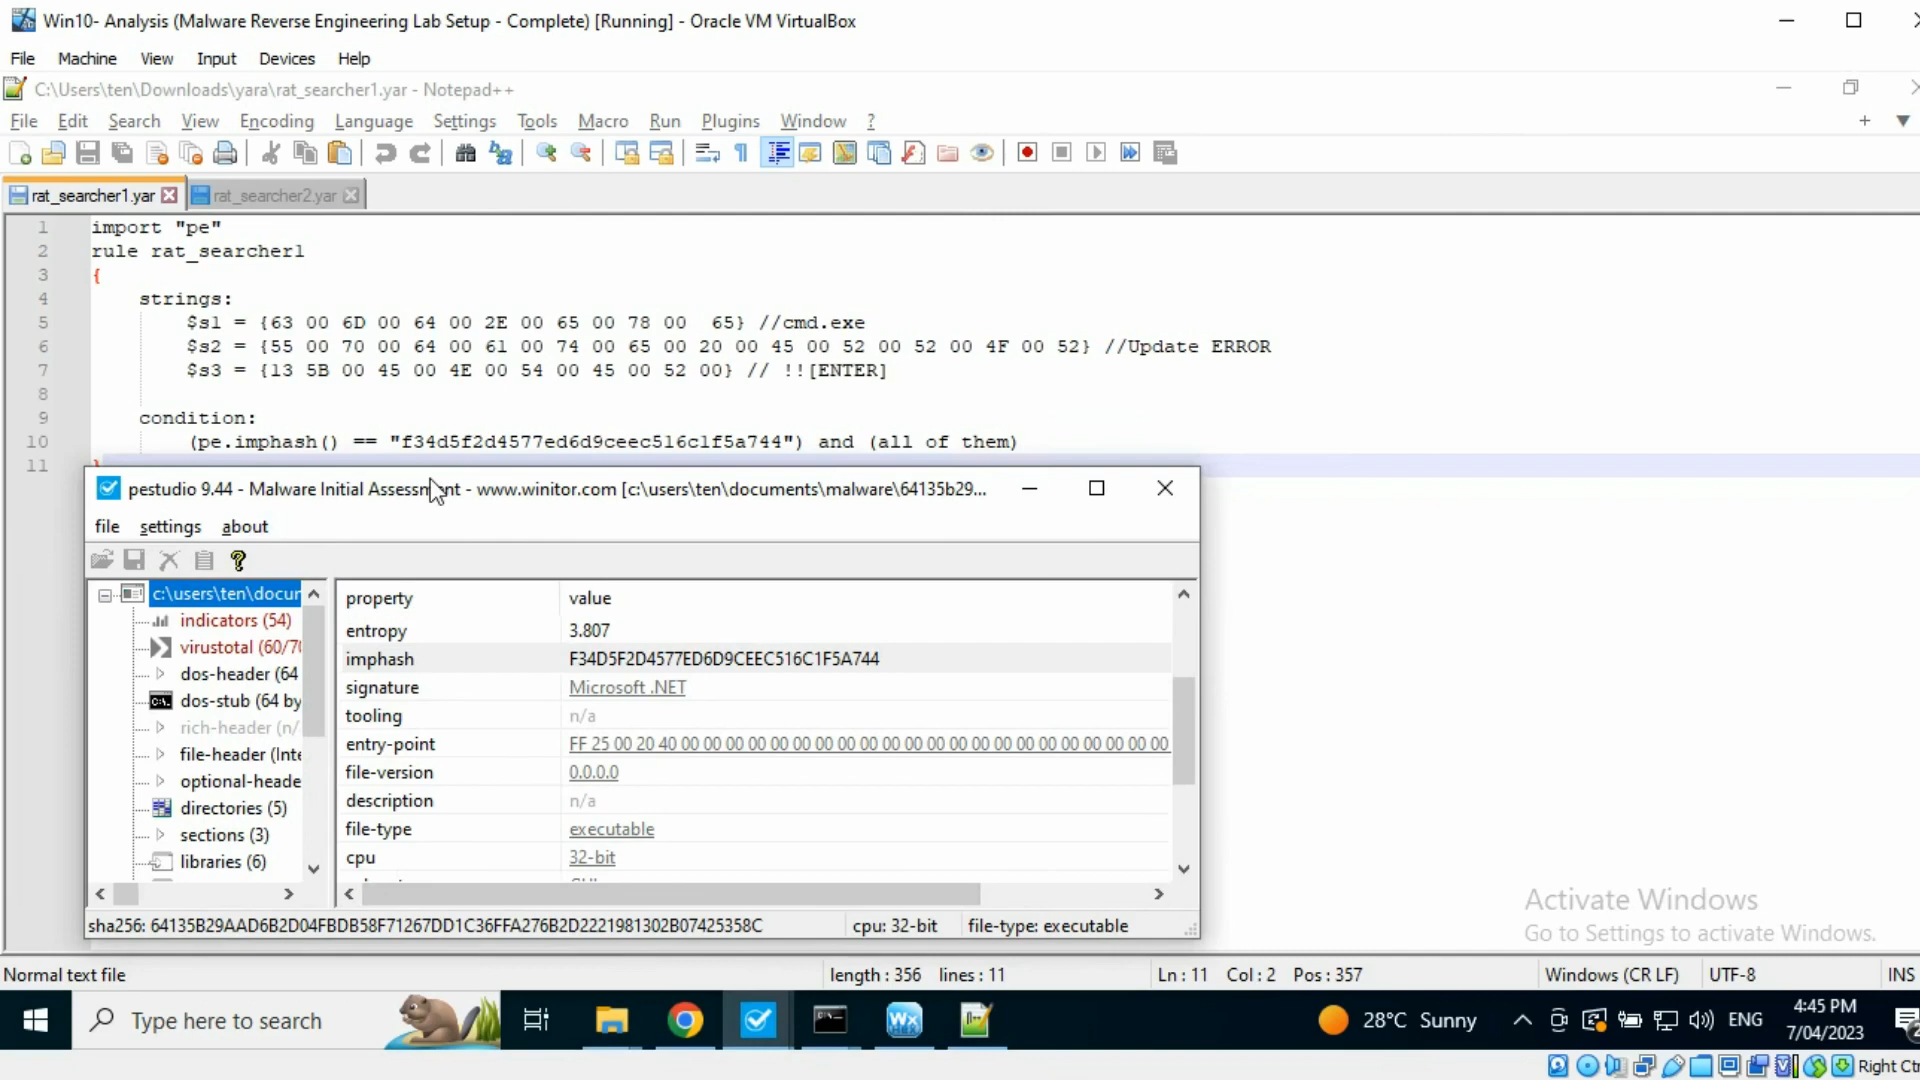 Win10- Analysis (Malware Reverse Engineering Lab Setup - Complete) [Running] - Oracle VM VirtualBox
File Machine View Input Devices Help
C:\Users\ten\Downloads\yara\rat_searcher1.yar - Notepad++
File Edit Search View Encoding Language Settings Tools Macro Run Plugins Window ?
rat_searcher1.yar rat_searcher2.yar
1 import "pe"
2 rule rat_searcher1
3 {
4 strings:
5 $s1 = {63 00 6D 00 64 00 2E 00 65 00 78 00  65} //cmd.exe
6 $s2 = {55 00 70 00 64 00 61 00 74 00 65 00 20 00 45 00 52 00 52 00 4F 00 52} //Update ERROR
7 $s3 = {13 5B 00 45 00 4E 00 54 00 45 00 52 00} // !![ENTER]
8
9 condition:
10 (pe.imphash() == "f34d5f2d4577ed6d9ceec516c1f5a744") and (all of them)
11
pestudio 9.44 - Malware Initial Assessment - www.winitor.com [c:\users\ten\documents\malware\64135b29...
file settings about
c:\users\ten\docur
indicators (54)
virustotal (60/70
dos-header (64
dos-stub (64 by
rich-header (n/
file-header (Inte
optional-heade
directories (5)
sections (3)
libraries (6)
property value
entropy 3.807
imphash F34D5F2D4577ED6D9CEEC516C1F5A744
signature Microsoft .NET
tooling n/a
entry-point FF 25 00 20 40 00 00 00 00 00 00 00 00 00 00 00 00 00 00 00 00 00 00 00 00 00 00
file-version 0.0.0.0
description n/a
file-type executable
cpu 32-bit
sha256: 64135B29AAD6B2D04FBDB58F71267DD1C36FFA276B2D2221981302B07425358C cpu: 32-bit file-type: executable
Activate Windows
Go to Settings to activate Windows.
Normal text file length : 356 lines : 11 Ln : 11 Col : 2 Pos : 357 Windows (CR LF) UTF-8 INS
Type here to search 28°C Sunny ENG 4:45 PM
7/04/2023
Right Ctr